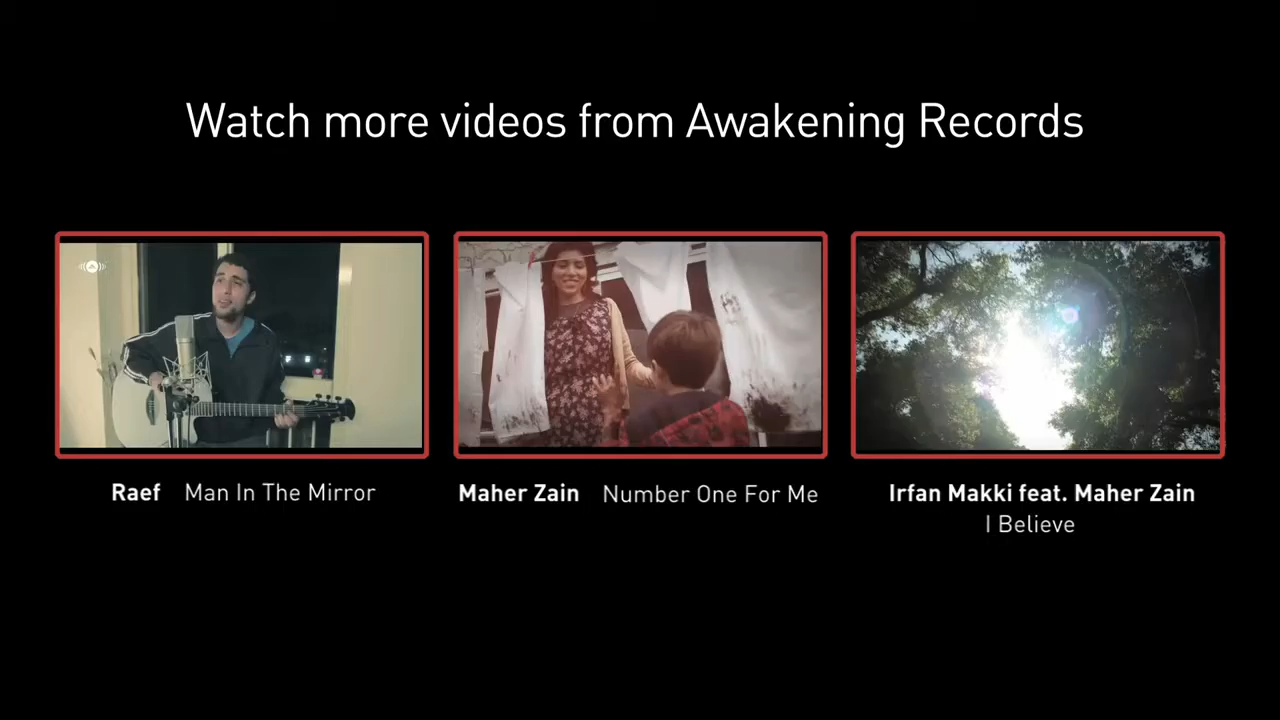 Watch more videos from Awakening Records
Raef Man In The Mirror
Maher Zain Number One For Me
Irfan Makki feat. Maher Zain
I Believe